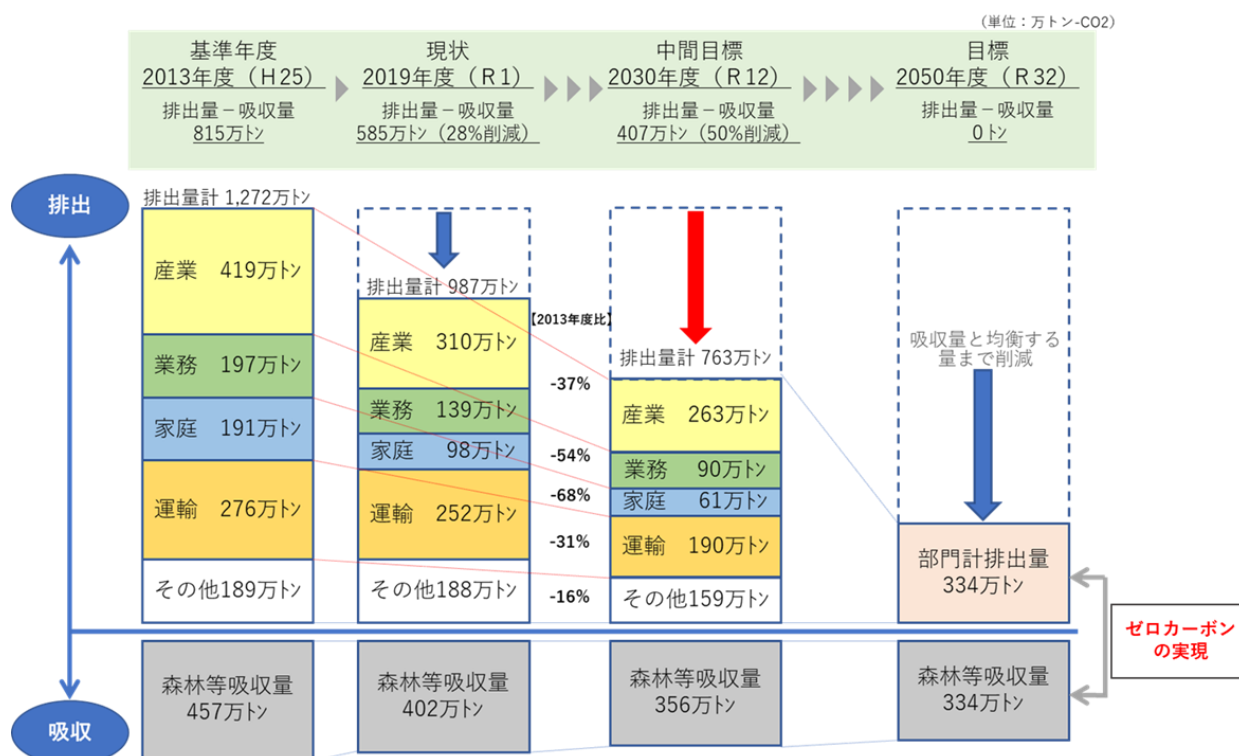 (単位:万トン-CO2)
基準年度
2013年度(H25)
排出量-吸収量
815万トン
現状
2019年度(R1)
排出量-吸収量
585万トン(28%削減)
中間目標
2030年度(R12)
排出量-吸収量
407万トン(50%削減)
目標
2050年度(R32)
排出量-吸収量
0トン
排出
排出量計 1,272万トン
産業 419万トン
業務 197万トン
家庭 191万トン
運輸 276万トン
その他189万トン
排出量計 987万トン
産業 310万トン
業務 139万トン
家庭 98万トン
運輸 252万トン
その他188万トン
【2013年度比】
-37%
-54%
-68%
-31%
-16%
排出量計 763万トン
産業 263万トン
業務 90万トン
家庭 61万トン
運輸 190万トン
その他159万トン
吸収量と均衡する
量まで削減
部門計排出量
334万トン
ゼロカーボン
の実現
吸収
森林等吸収量
457万トン
森林等吸収量
402万トン
森林等吸収量
356万トン
森林等吸収量
334万トン